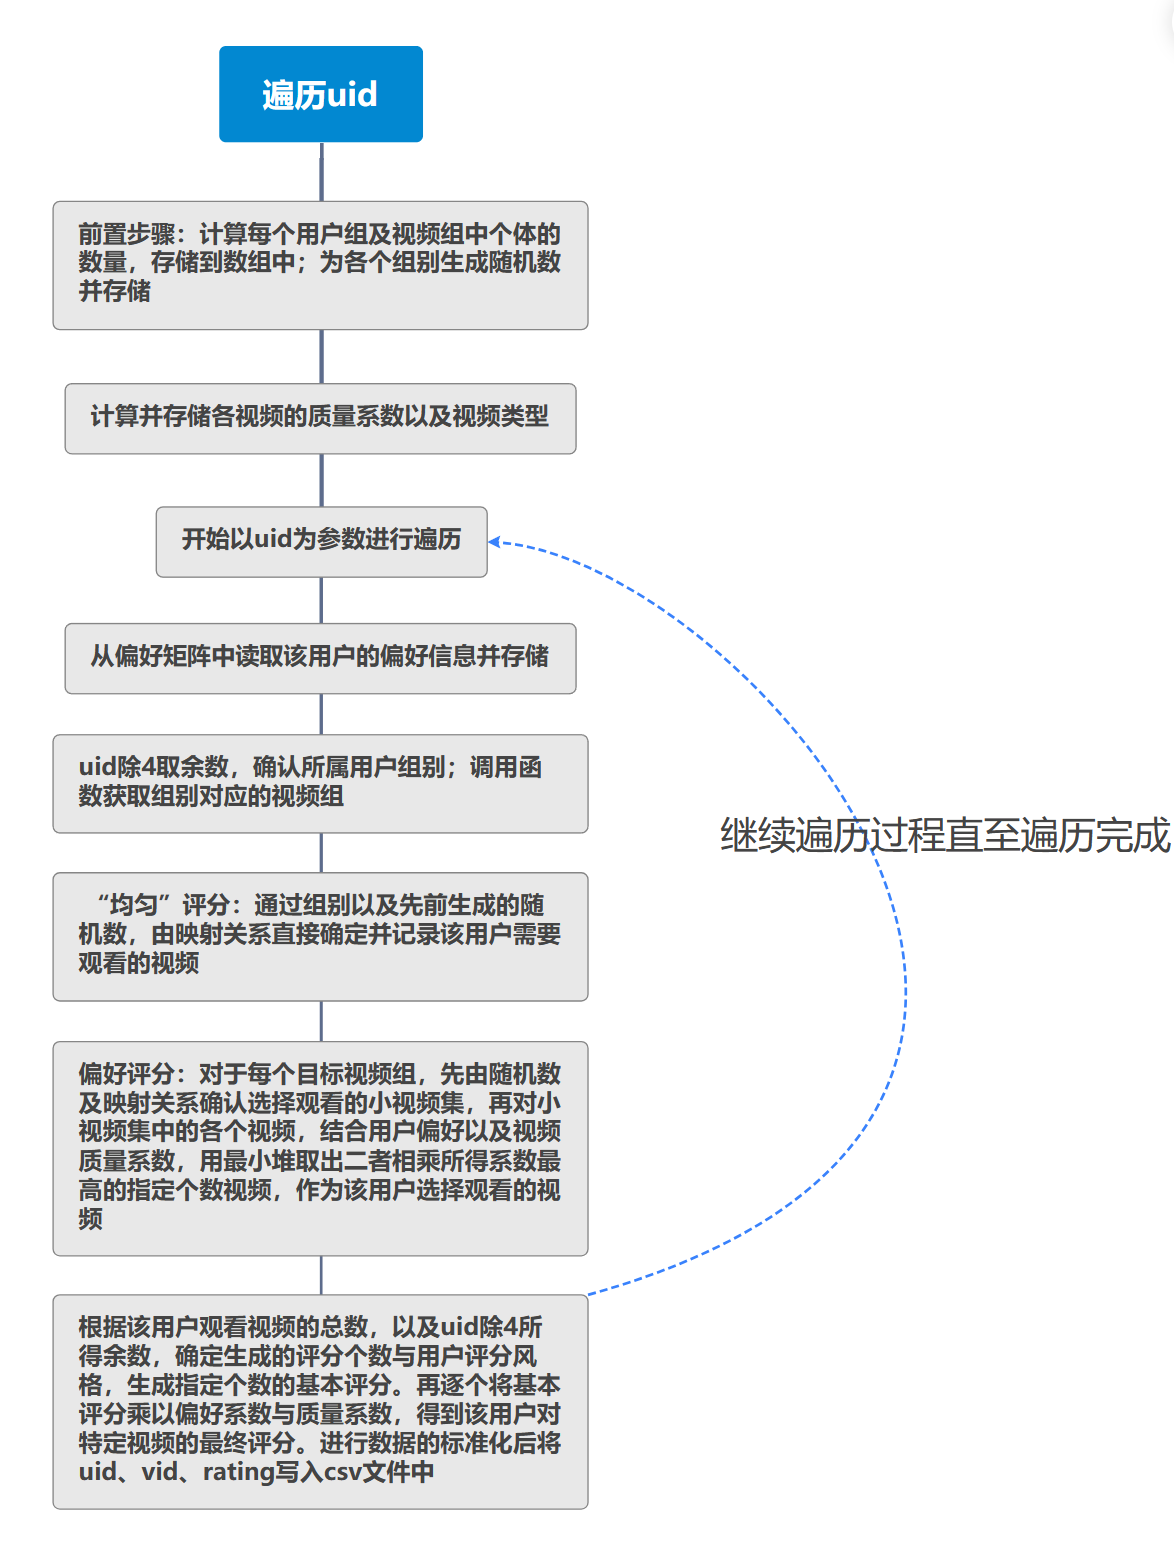 遍历uid
前置步骤：计算每个用户组及视频组中个体的
数量，存储到数组中；为各个组别生成随机数
并存储
计算并存储各视频的质量系数以及视频类型
开始以uid为参数进行遍历
从偏好矩阵中读取该用户的偏好信息并存储
uid除4取余数，确认所属用户组别；调用函
数获取组别对应的视频组
继续遍历过程直至遍历完成
“均匀”评分：通过组别以及先前生成的随
机数，由映射关系直接确定并记录该用户需要
观看的视频
偏好评分：对于每个目标视频组，先由随机数
及映射关系确认选择观看的小视频集，再对小
视频集中的各个视频，结合用户偏好以及视频
质量系数，用最小堆取出二者相乘所得系数最
高的指定个数视频，作为该用户选择观看的视
频
根据该用户观看视频的总数，以及uid除4所
得余数，确定生成的评分个数与用户评分风
格，生成指定个数的基本评分。再逐个将基本
评分乘以偏好系数与质量系数，得到该用户对
特定视频的最终评分。进行数据的标准化后将
uid、vid、rating写入csv文件中